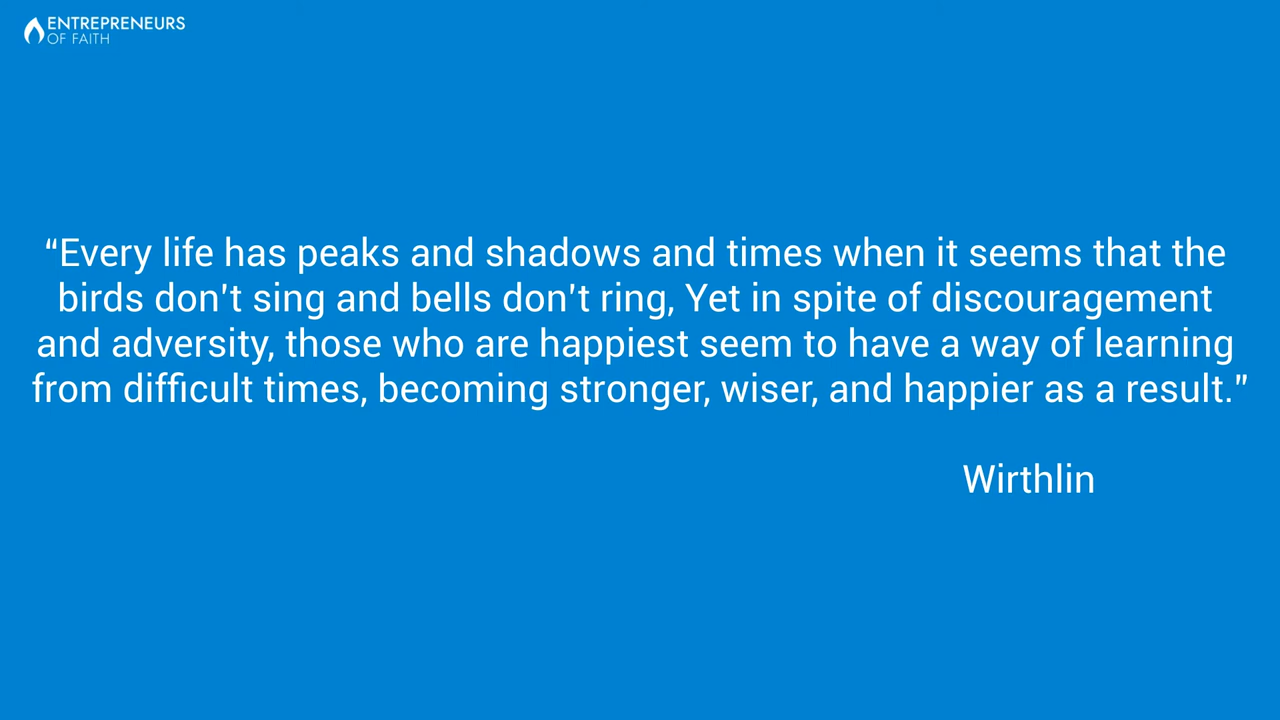 ENTREPRENEURS
OF FAITH
“Every life has peaks and shadows and times when it seems that the
birds don't sing and bells don't ring, Yet in spite of discouragement
and adversity, those who are happiest seem to have a way of learning
from difficult times, becoming stronger, wiser, and happier as a result.”
Wirthlin